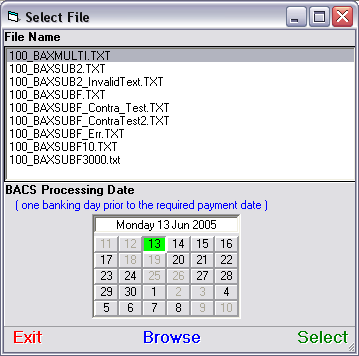 Select File
File Name
100_BAXMULTI.TXT
100_BAXSUB2.TXT
100_BAXSUB2_InvalidText.TXT
100_BAXSUBF.TXT
100_BAXSUBF_Contra_Test.TXT
100_BAXSUBF_ContraTest2.TXT
100_BAXSUBF_Err.TXT
100_BAXSUBF10.TXT
100_BAXSUBF3000.txt
BACS Processing Date
( one banking day prior to the required payment date )
Monday 13 Jun 2005
11 12 13 14 15 16
17 18 19 20 21 22
23 24 25 26 27 28
29 30 1 2 3 4
5 6 7 8 9 10
Exit Browse Select